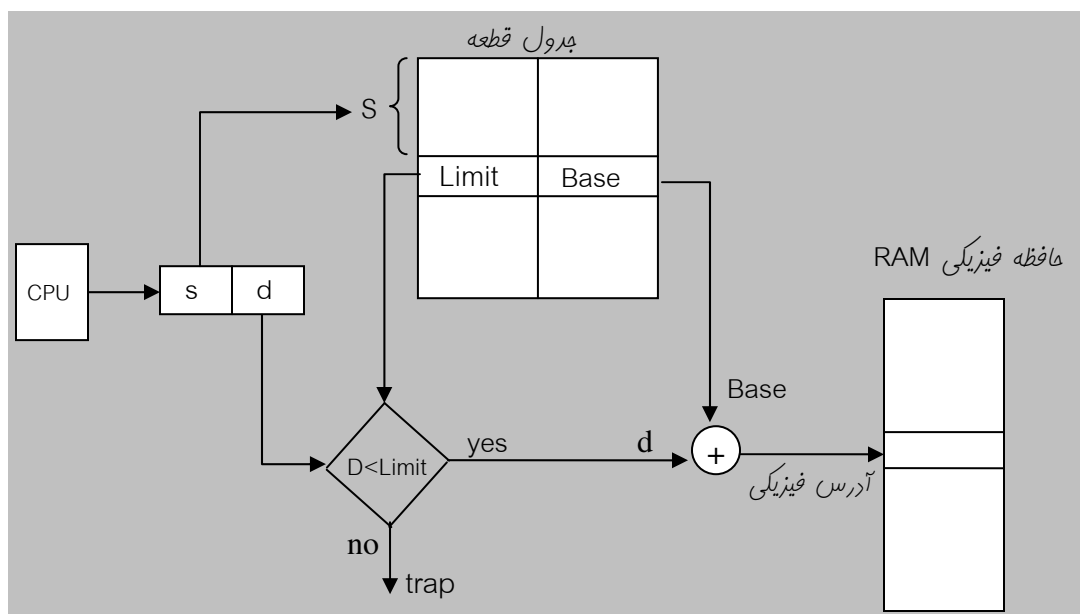 جدول قطعه
S
Limit Base
حافظه فیزیکی RAM
CPU
s d
Base
D<Limit
yes
d
+
آدرس فیزیکی
no
trap